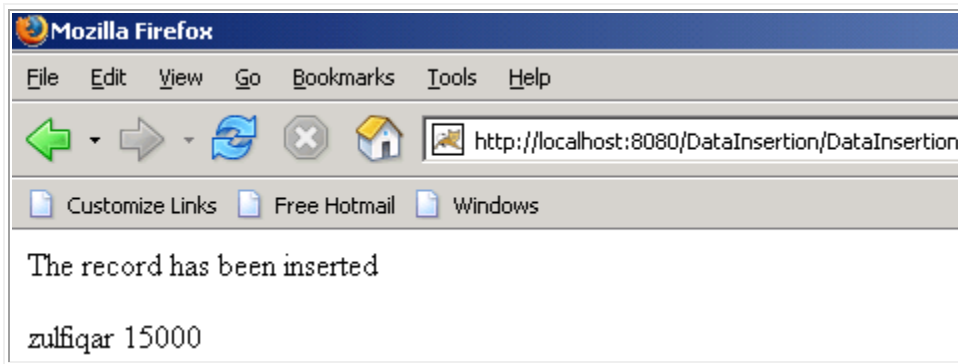 Mozilla Firefox
File Edit View Go Bookmarks Tools Help
http://localhost:8080/DataInsertion/DataInsertion
Customize Links Free Hotmail Windows
The record has been inserted
zulfiqar 15000